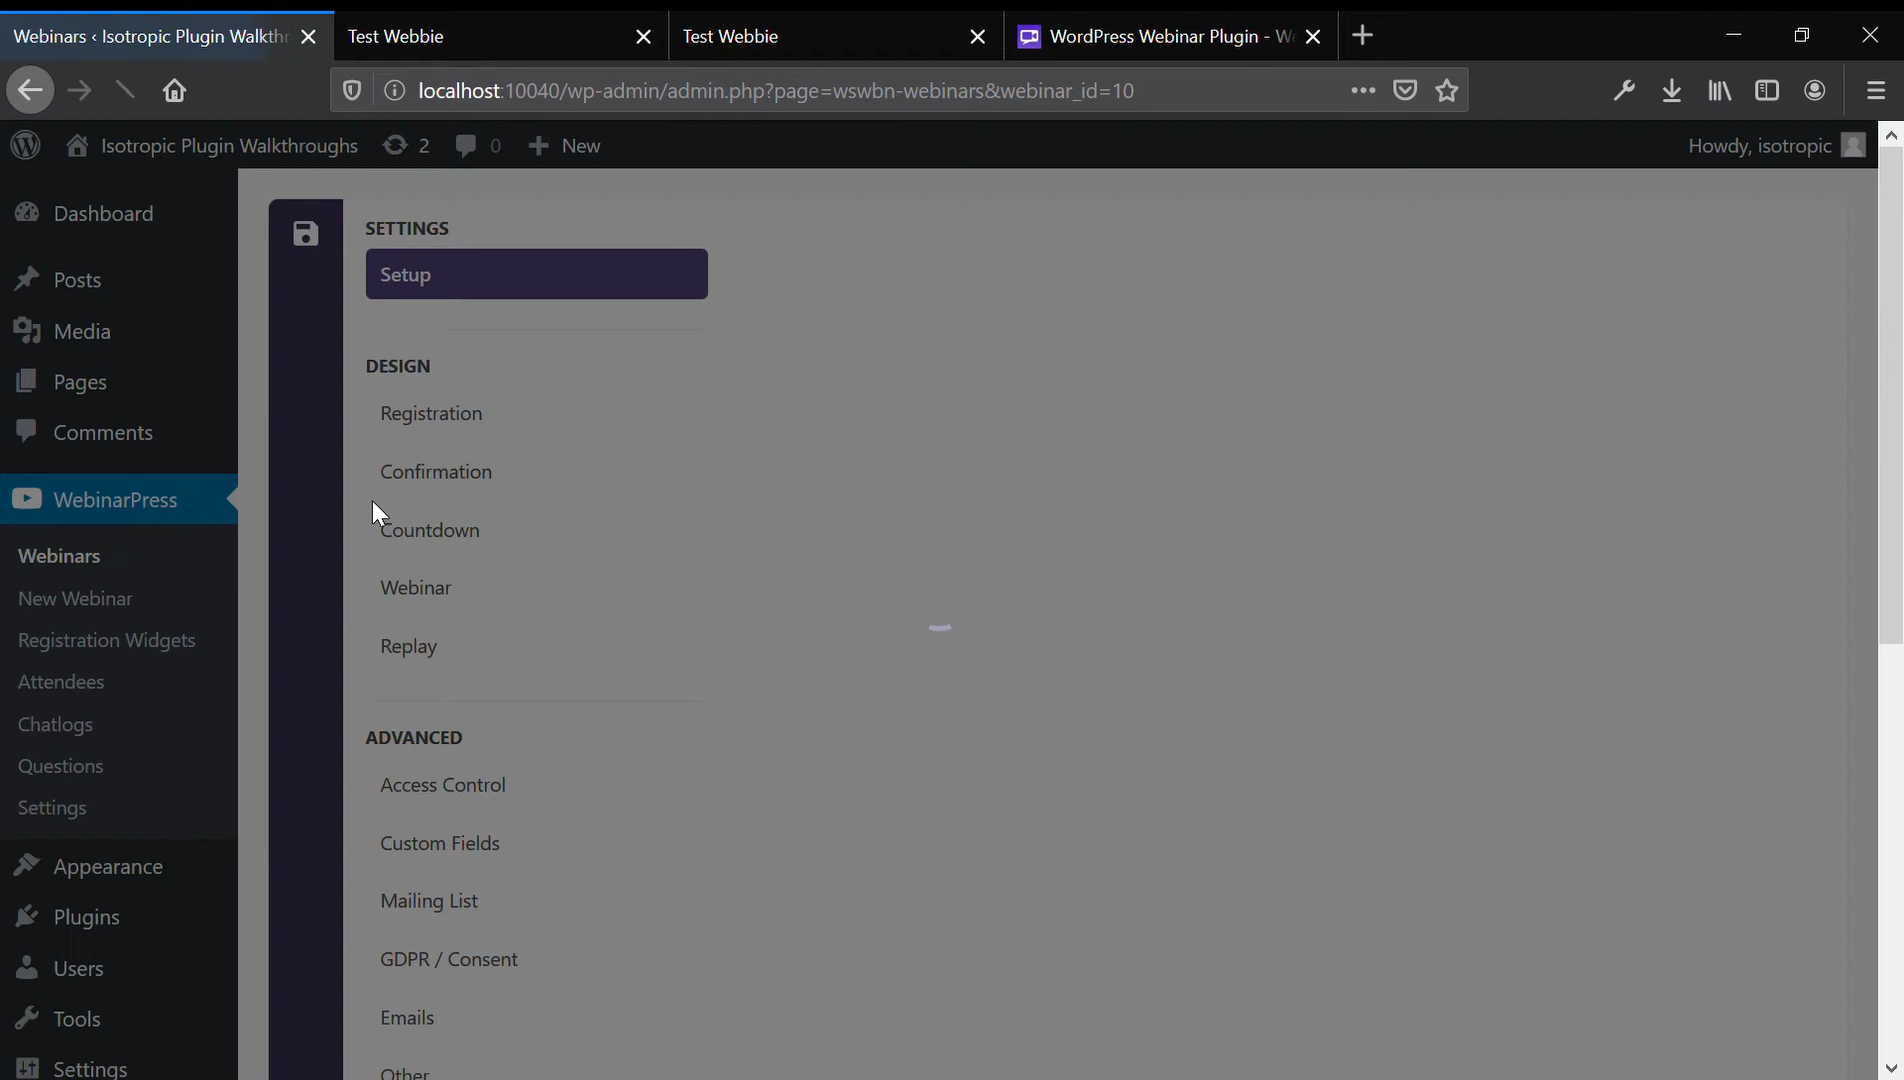 Webinars ‹ Isotropic Plugin Walkthr
Test Webbie
Test Webbie
WordPress Webinar Plugin - We
localhost:10040/wp-admin/admin.php?page=wswbn-webinars&webinar_id=10
Isotropic Plugin Walkthroughs
2
0
New
Howdy, isotropic
Dashboard
Posts
Media
Pages
Comments
WebinarPress
Webinars
New Webinar
Registration Widgets
Attendees
Chatlogs
Questions
Settings
Appearance
Plugins
Users
Tools
Settings
SETTINGS
Setup
DESIGN
Registration
Confirmation
Countdown
Webinar
Replay
ADVANCED
Access Control
Custom Fields
Mailing List
GDPR / Consent
Emails
Other